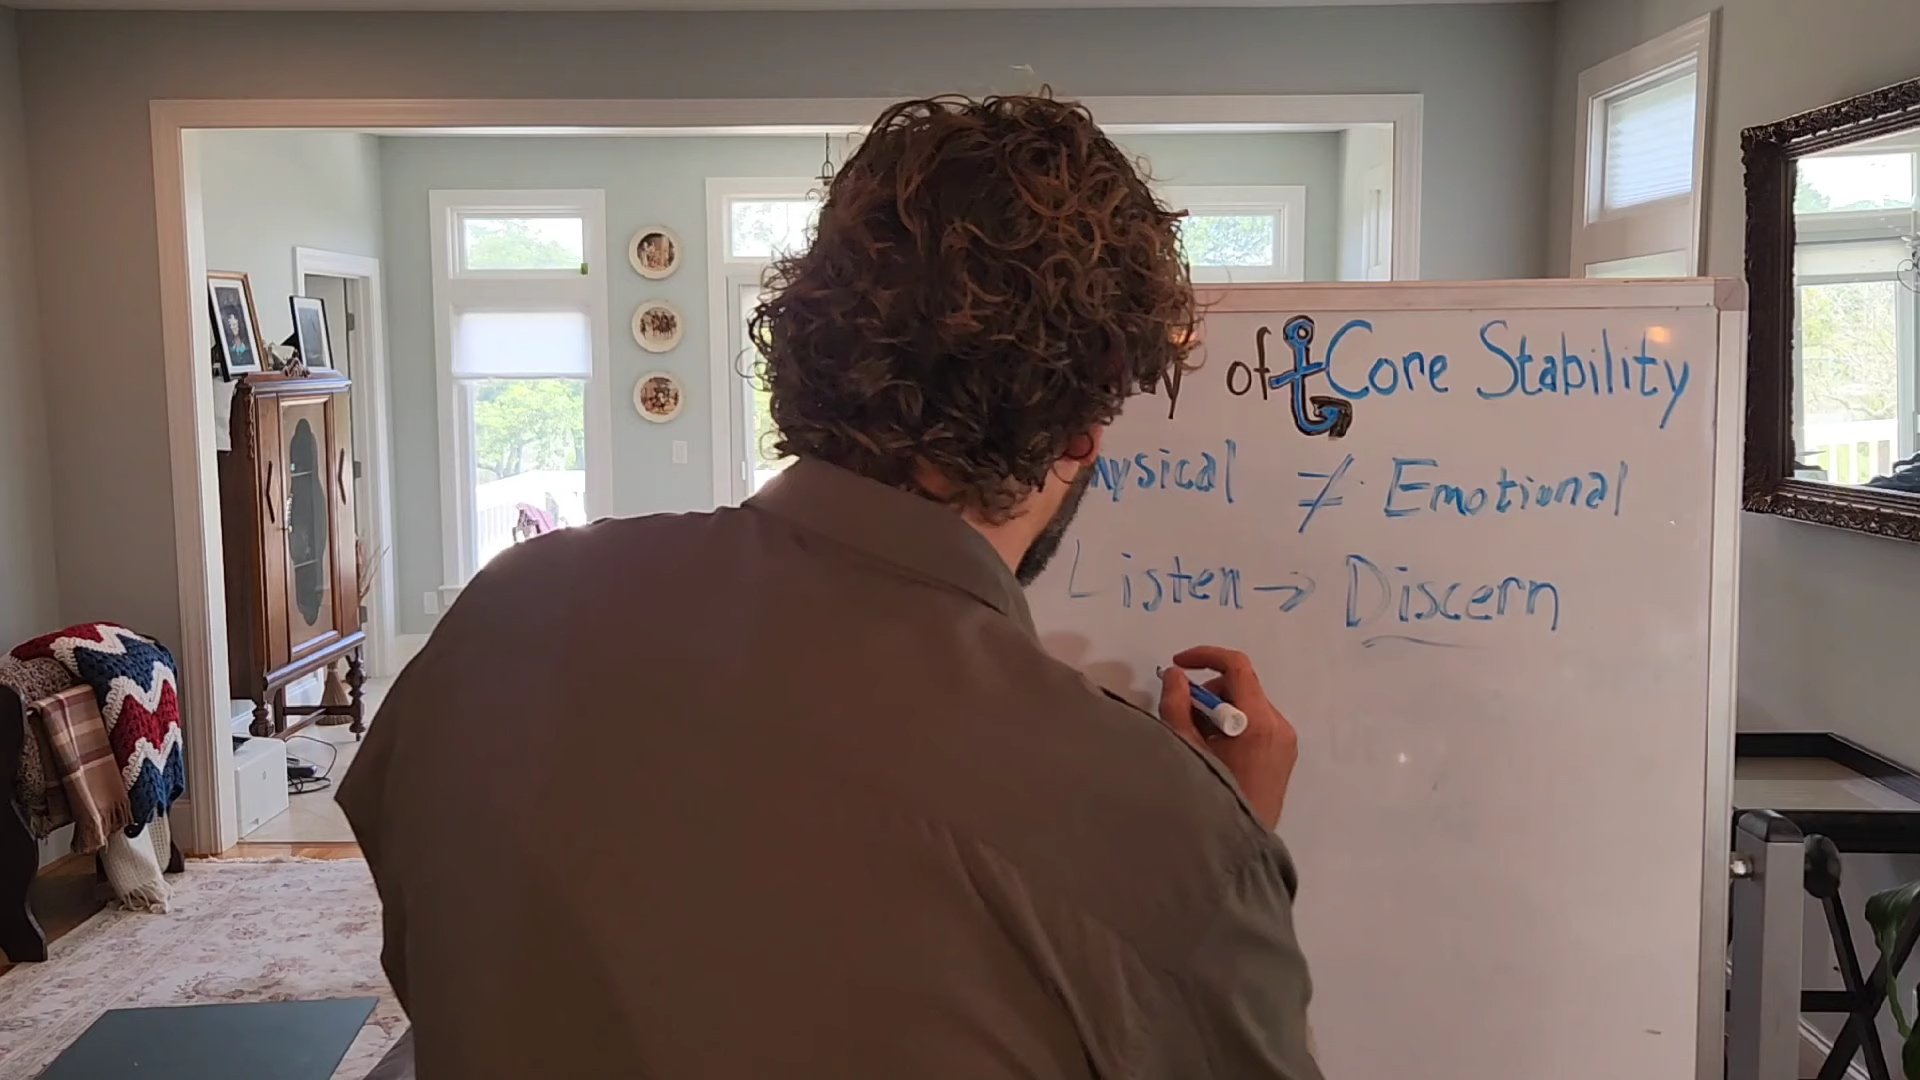 of Core Stability
ysical ≠ Emotional
Listen → Discern